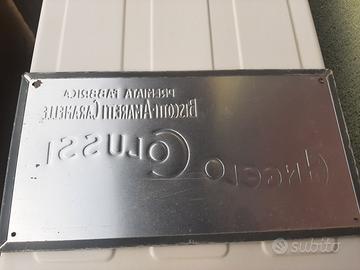 PREMIATA FABBRICA
BISCOTTI-AMARETTI CARAMELLE
ANGELO COLUSSI
subito